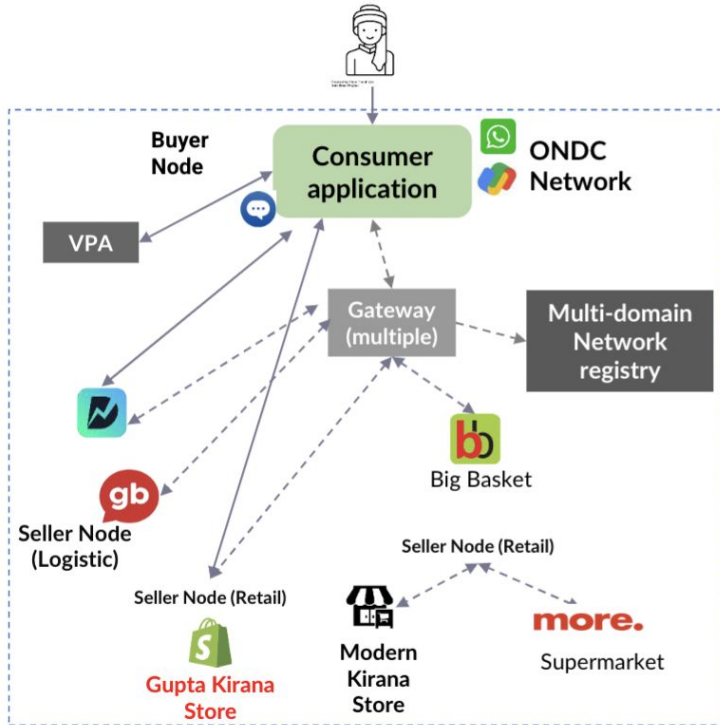 Buyer
Node
Consumer
application
ONDC
Network
VPA
Gateway
(multiple)
Multi-domain
Network
registry
bb
Big Basket
gb
Seller Node
(Logistic)
Seller Node (Retail)
Seller Node (Retail)
S
Gupta Kirana
Store
Modern
Kirana
Store
more.
Supermarket